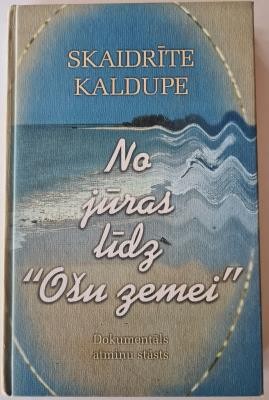 SKAIDRĪTE
KALDUPE
No
jūras
līdz
“Ošu zemei”
Dokumentāls
atmiņu stāsts